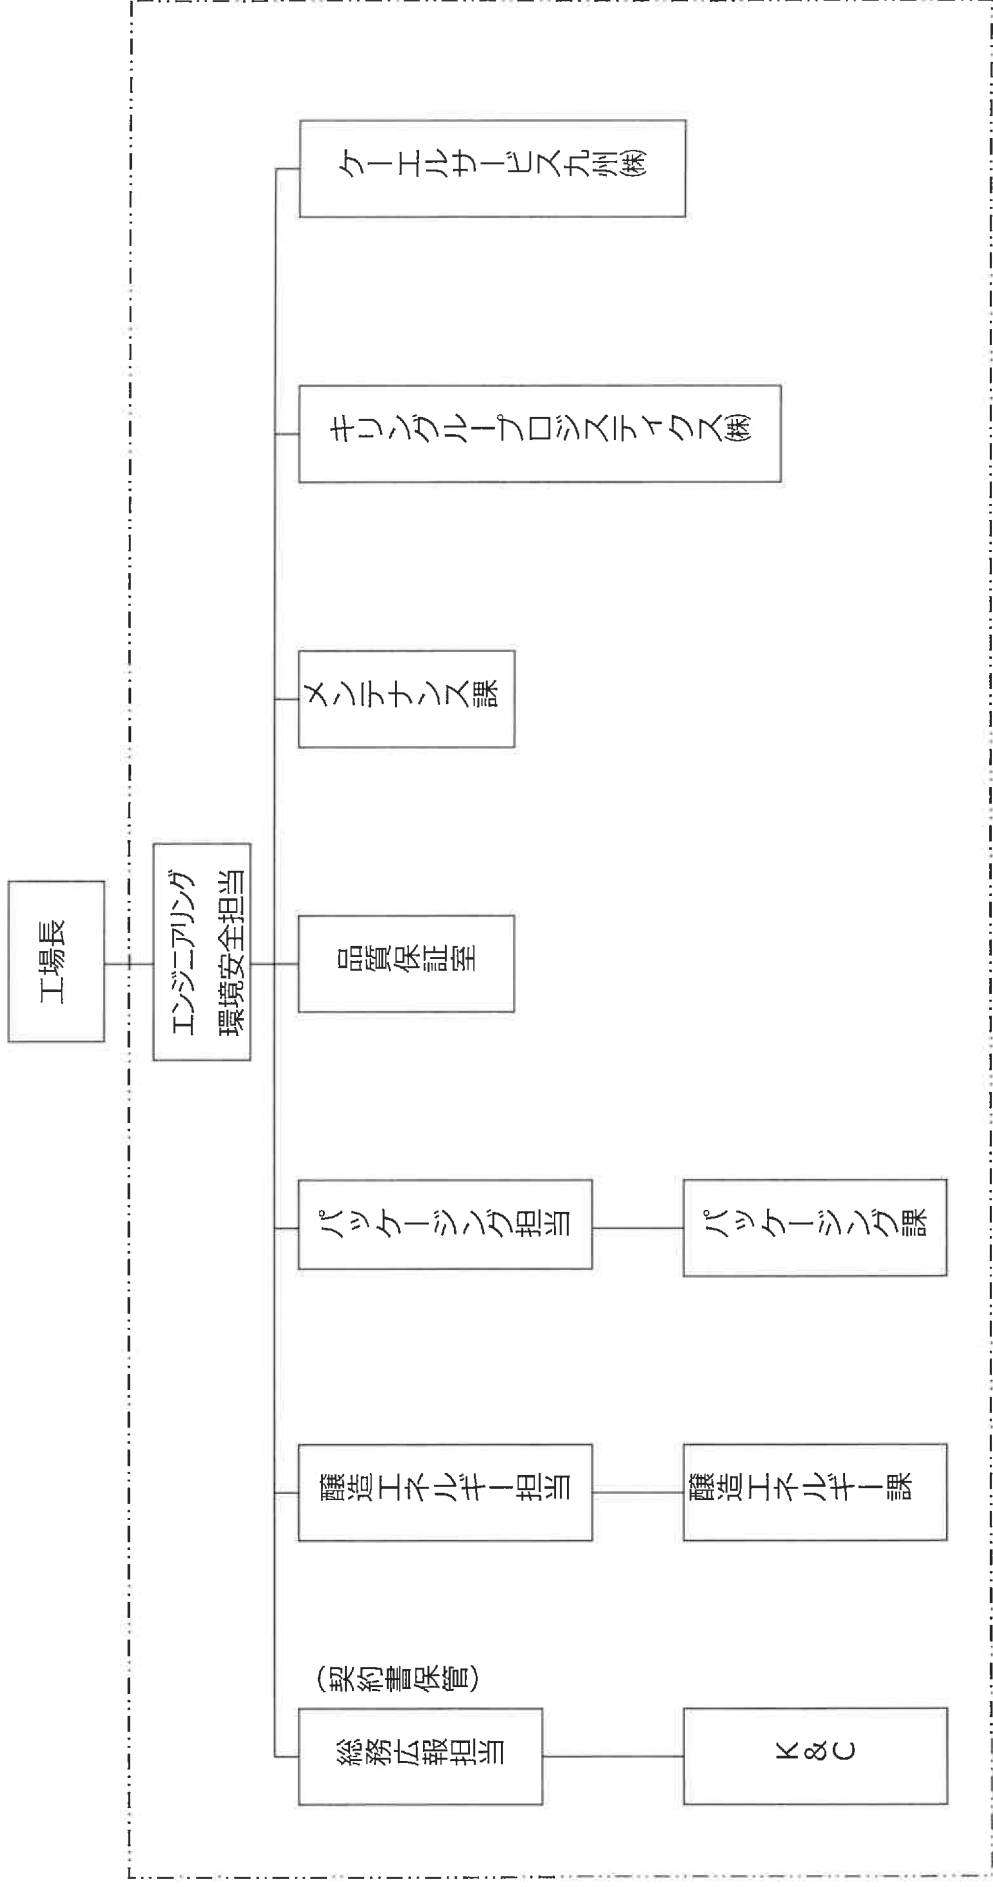 工場長
エンジニアリング
環境安全担当
総務広報担当
(契約書保管)
醸造エネルギー担当
パッケージング担当
品質保証室
メンテナンス課
キリングループロジスティクス㈱
ケーエルサービス九州㈱
K&C
醸造エネルギー課
パッケージング課